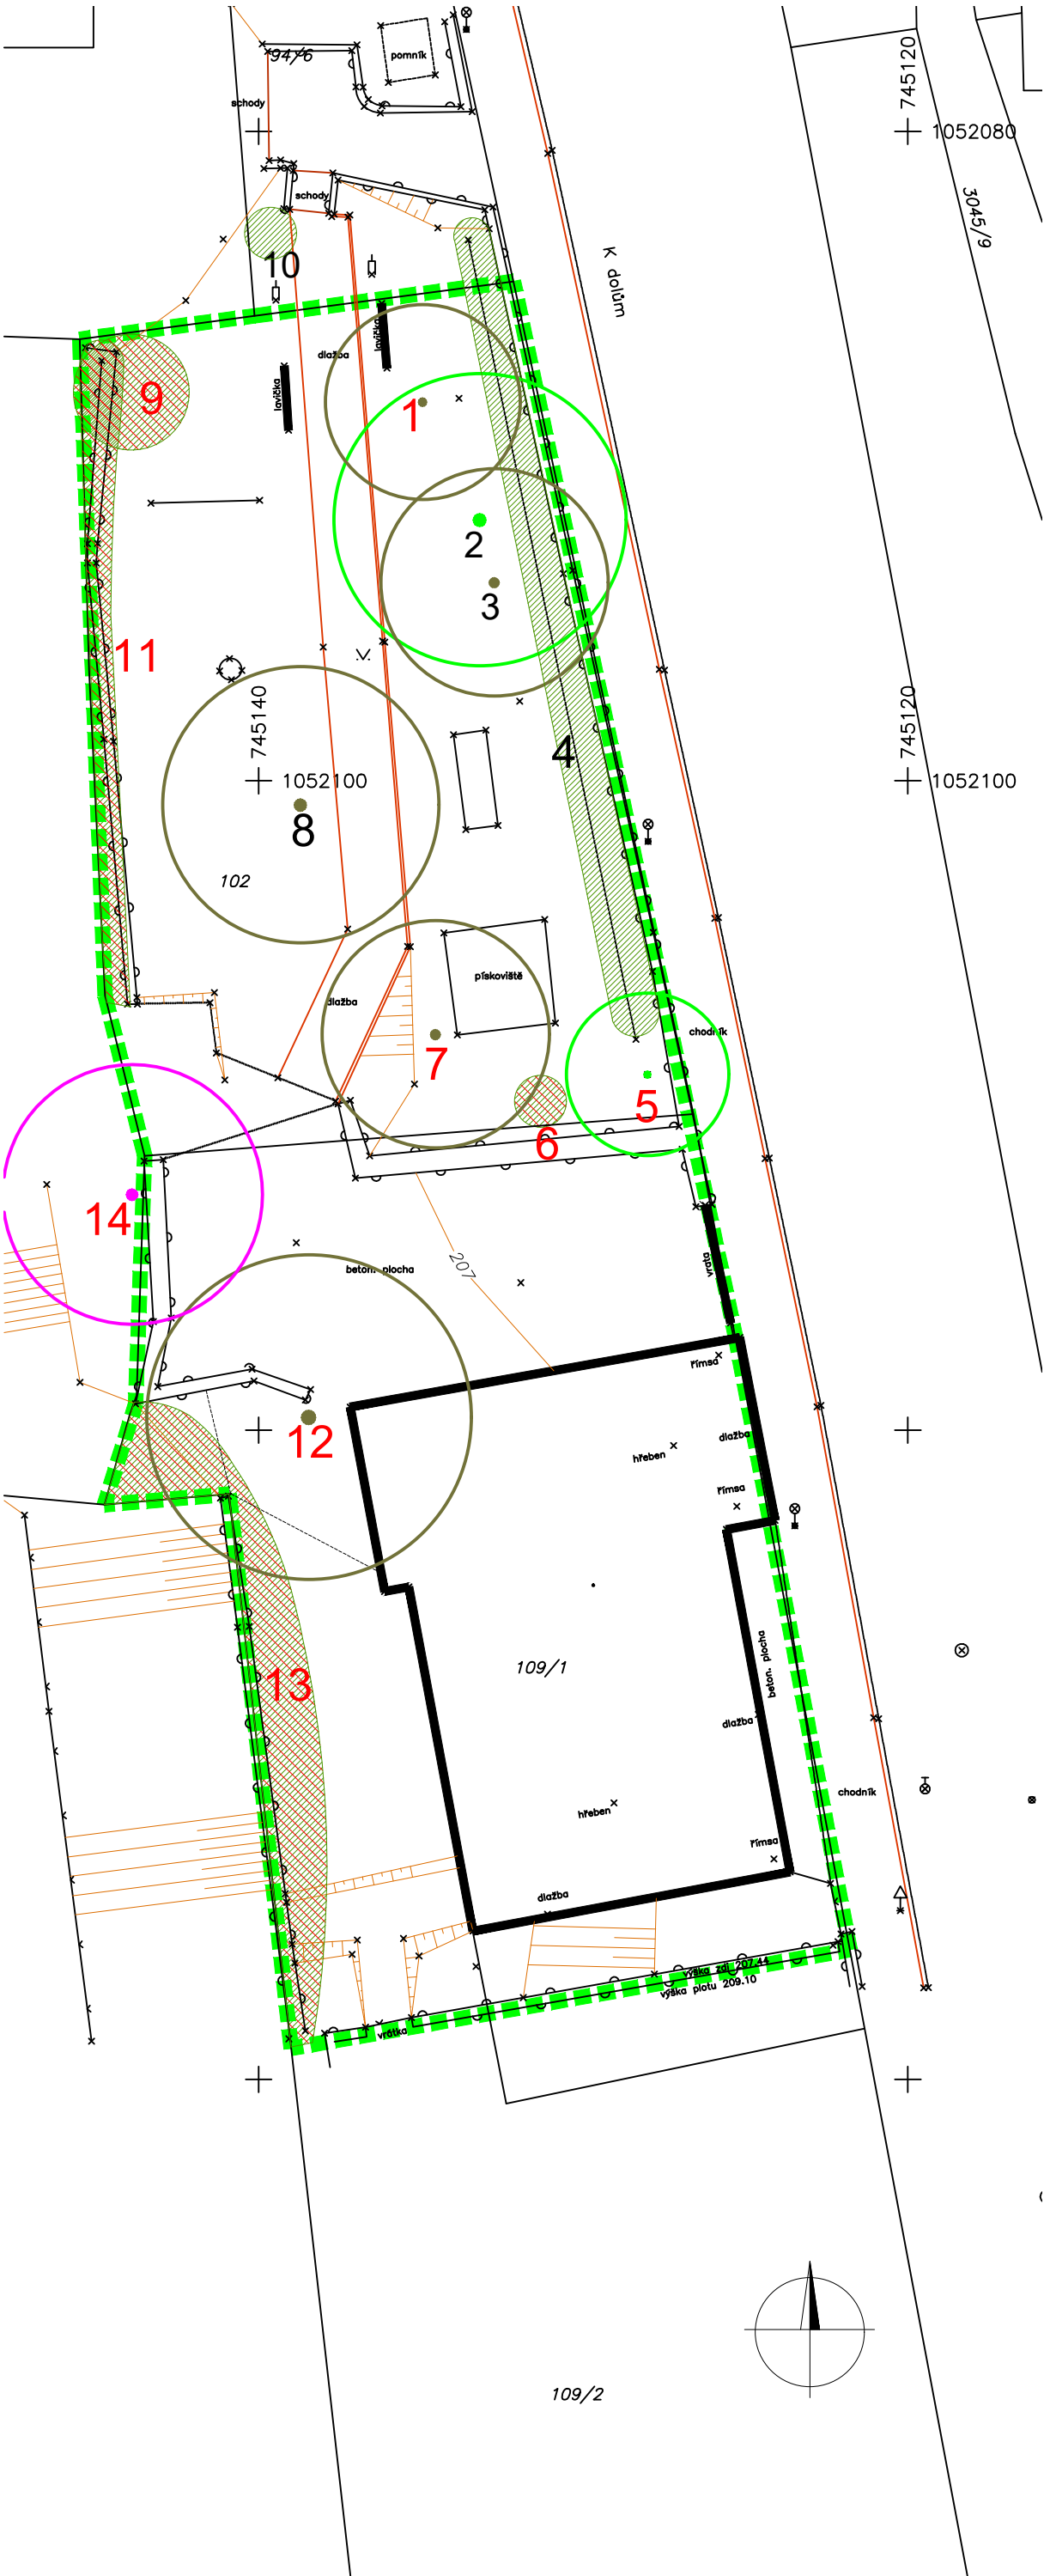 94/6
pomník
745120
1052080
schody
schody
3045/9
K dolům
10
lavička
dlažba
lavička
9
1
2
3
11
745140
745120
4
1052100
1052100
8
102
pískoviště
dlažba
chodník
7
5
6
14
vrata
207
beton. plocha
římsa
dlažba
12
hřeben
římsa
109/1
beton. plocha
13
dlažba
chodník
hřeben
římsa
dlažba
výška zdi 207.44
výška plotu 209.10
vrátka
109/2